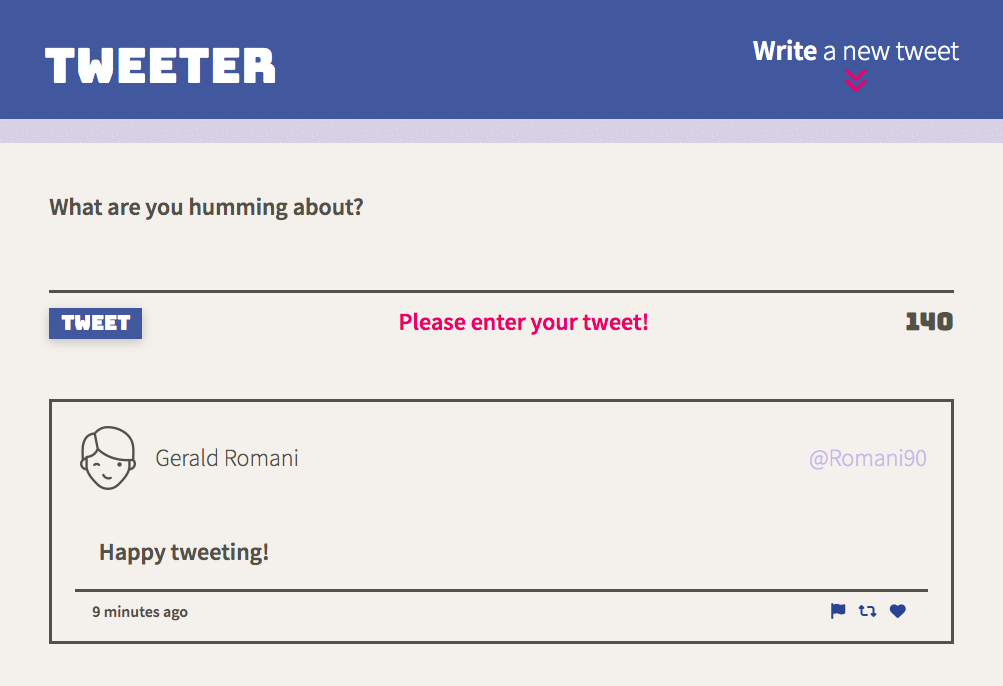 TWEETER
Write a new tweet
What are you humming about?
TWEET
Please enter your tweet!
140
Gerald Romani
@Romani90
Happy tweeting!
9 minutes ago